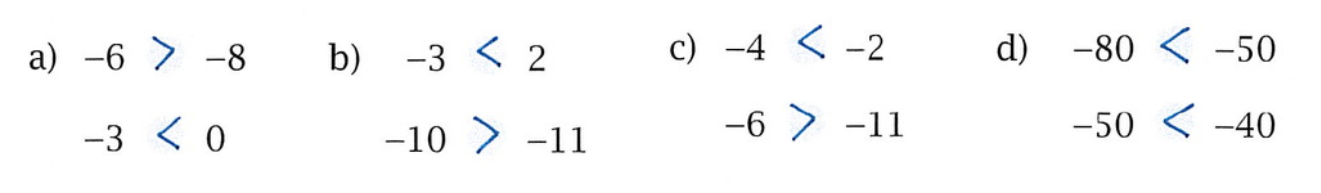 a) −6 > −8 b) −3 < 2 c) −4 < −2 d) −80 < −50
−3 < 0 −10 > −11 −6 > −11 −50 < −40